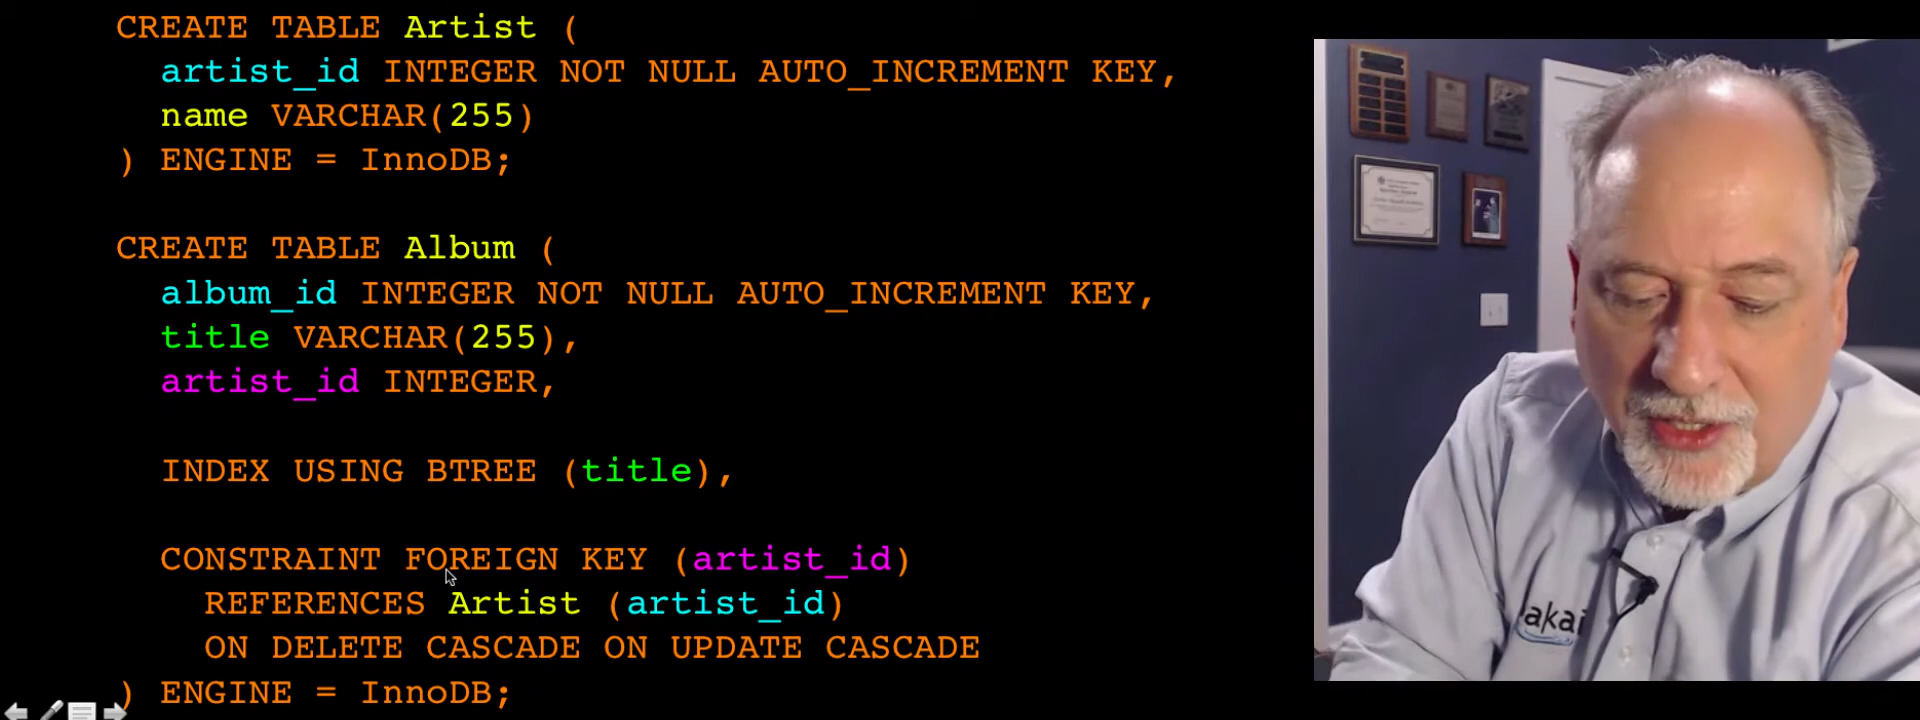 CREATE TABLE Artist (
artist_id INTEGER NOT NULL AUTO_INCREMENT KEY,
name VARCHAR(255)
) ENGINE = InnoDB;
CREATE TABLE Album (
album_id INTEGER NOT NULL AUTO_INCREMENT KEY,
title VARCHAR(255),
artist_id INTEGER,
INDEX USING BTREE (title),
CONSTRAINT FOREIGN KEY (artist_id)
REFERENCES Artist (artist_id)
ON DELETE CASCADE ON UPDATE CASCADE
) ENGINE = InnoDB;
akai